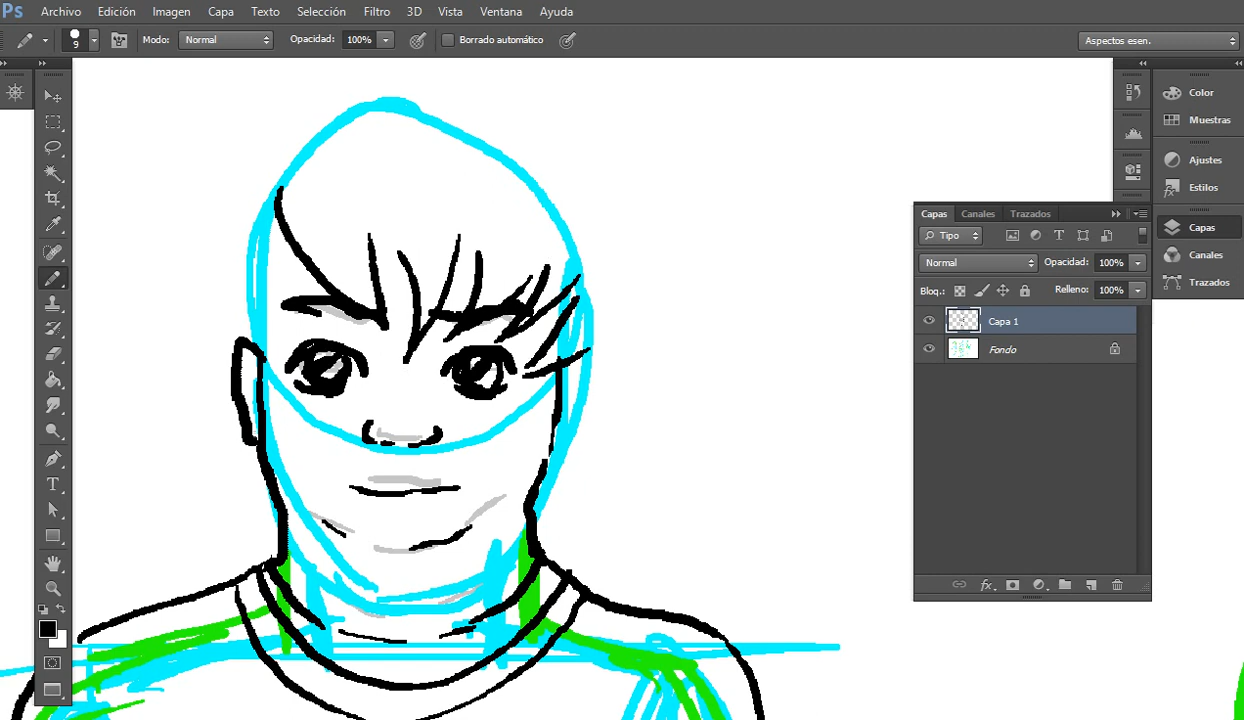 Ps Archivo Edición Imagen Capa Texto Selección Filtro 3D Vista Ventana Ayuda
9 Modo: Normal Opacidad: 100% Borrado automático Aspectos esen.
Color
Muestras
Ajustes
Estilos
Capas
Canales
Trazados
Capas Canales Trazados
Tipo T
Normal Opacidad: 100%
Bloq.: Relleno: 100%
Capa 1
Fondo
fx
T